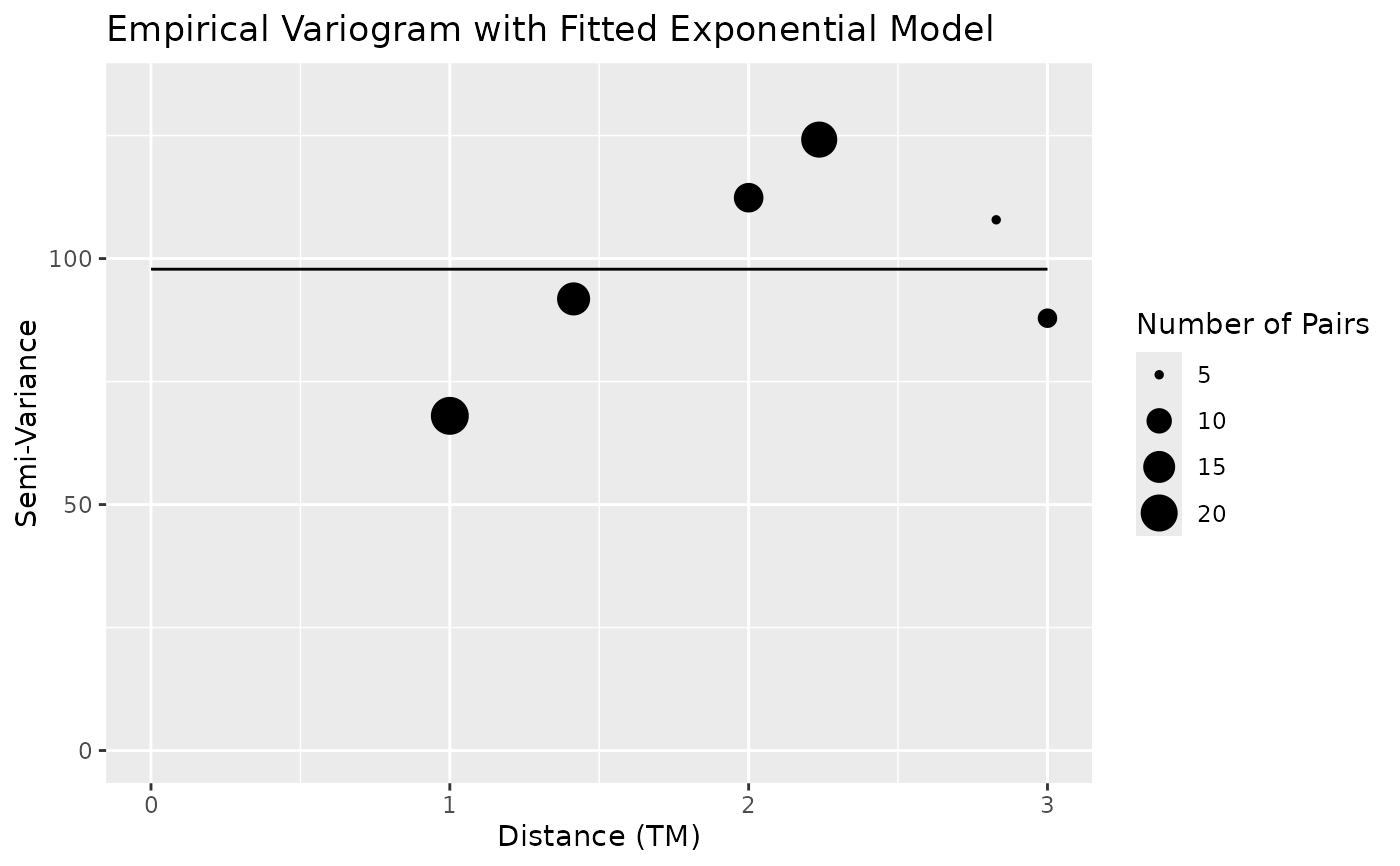 Empirical Variogram with Fitted Exponential Model
Semi-Variance
100
50
0
0 1 2 3
Distance (TM)
Number of Pairs
5
10
15
20